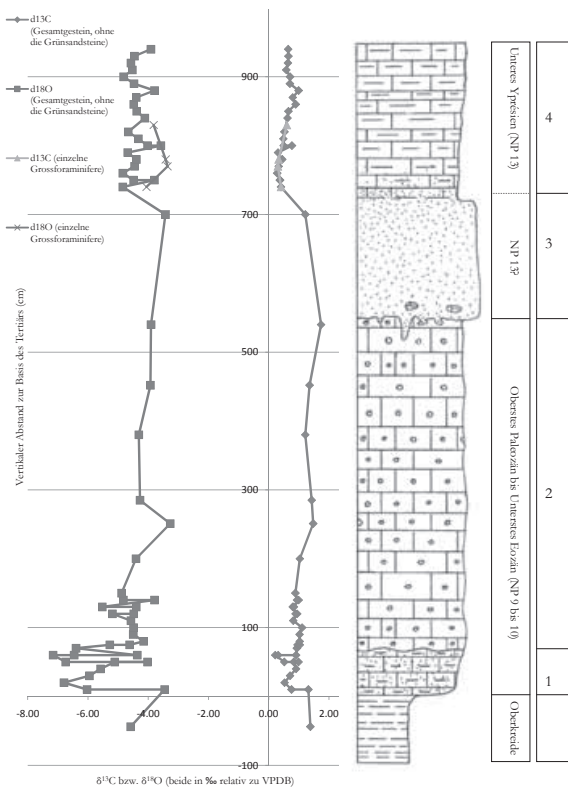 d13C
(Gesamtgestein, ohne
die Grünsandsteine)
d18O
(Gesamtgestein, ohne
die Grünsandsteine)
d13C (einzelne
Grossforaminifere)
d18O (einzelne
Grossforaminifere)
Vertikaler Abstand zur Basis des Tertiärs (cm)
900
700
500
300
100
-100
-8.00
-6.00
-4.00
-2.00
0.00
2.00
δ¹³C bzw. δ¹⁸O (beide in ‰ relativ zu VPDB)
Unteres Yprésien (NP 13)
NP 13?
Oberstes Paleozän bis Unterstes Eozän (NP 9 bis 10)
Oberkreide
4
3
2
1